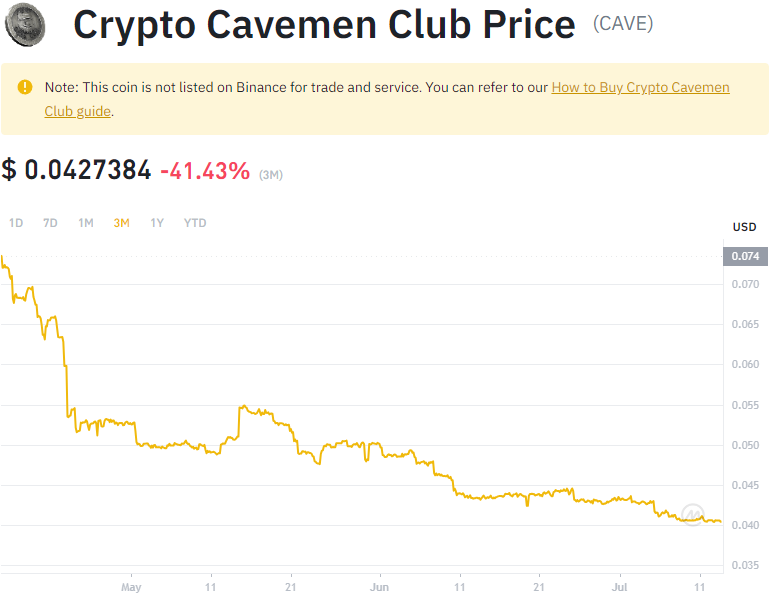 Crypto Cavemen Club Price (CAVE)
Note: This coin is not listed on Binance for trade and service. You can refer to our How to Buy Crypto Cavemen
Club guide.
$ 0.0427384 -41.43% (3M)
1D 7D 1M 3M 1Y YTD
USD
0.074
0.070
0.065
0.060
0.055
0.050
0.045
0.040
0.035
May 11 21 Jun 11 21 Jul 11